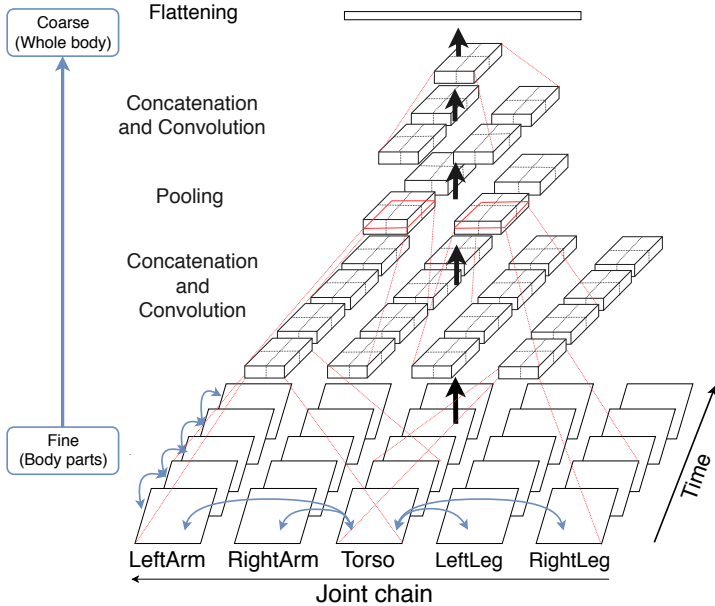 Coarse
(Whole body)
Flattening
Concatenation
and Convolution
Pooling
Concatenation
and
Convolution
Fine
(Body parts)
Time
LeftArm
RightArm
Torso
LeftLeg
RightLeg
Joint chain